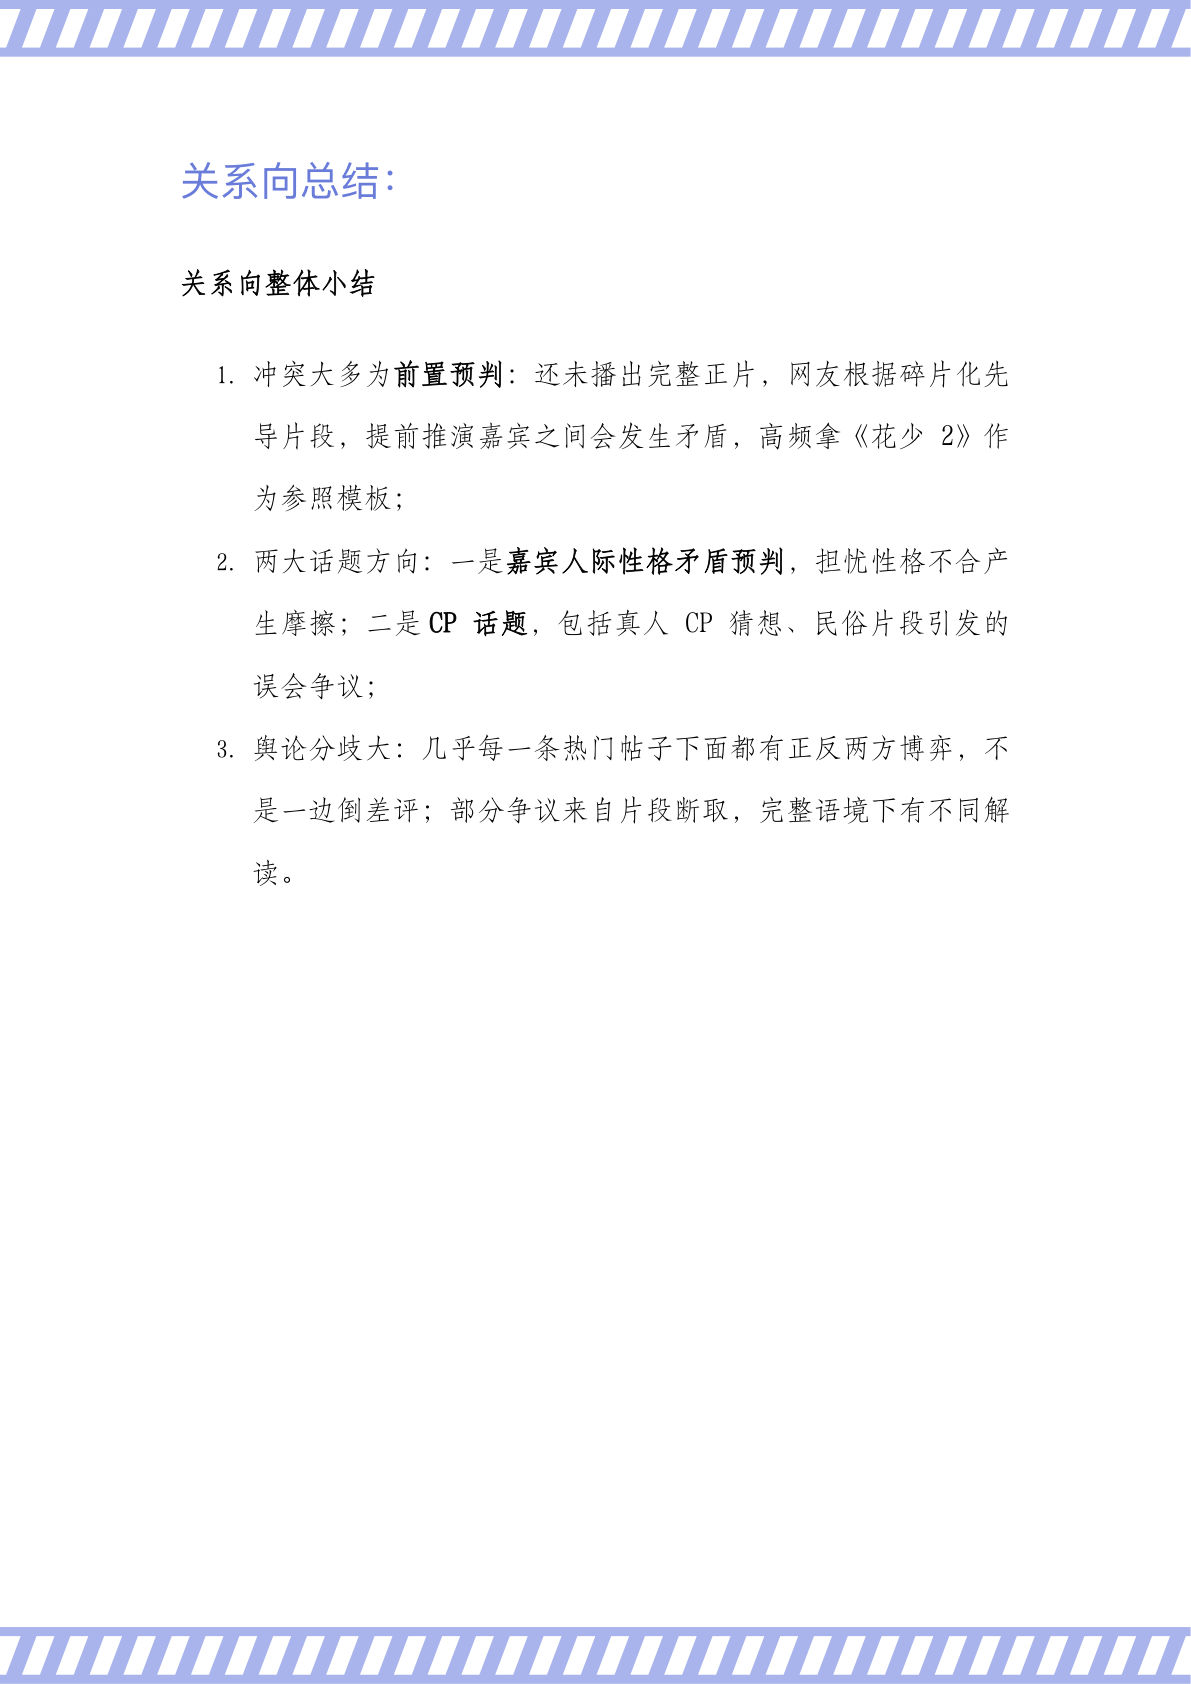 关系向总结：
关系向整体小结
1. 冲突大多为前置预判：还未播出完整正片，网友根据碎片化先
导片段，提前推演嘉宾之间会发生矛盾，高频拿《花少 2》作
为参照模板；
2. 两大话题方向：一是嘉宾人际性格矛盾预判，担忧性格不合产
生摩擦；二是 CP 话题，包括真人 CP 猜想、民俗片段引发的
误会争议；
3. 舆论分歧大：几乎每一条热门帖子下面都有正反两方博弈，不
是一边倒差评；部分争议来自片段断取，完整语境下有不同解
读。